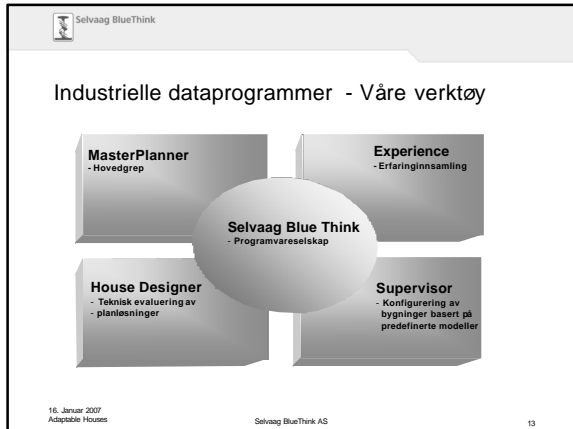 Selvaag BlueThink
Industrielle dataprogrammer - Våre verktøy
MasterPlanner
- Hovedgrep
Experience
- Erfaringinnsamling
Selvaag Blue Think
- Programvareselskap
House Designer
- Teknisk evaluering av
- planløsninger
Supervisor
- Konfigurering av
bygninger basert på
predefinerte modeller
16. Januar 2007
Adaptable Houses
Selvaag BlueThink AS
13